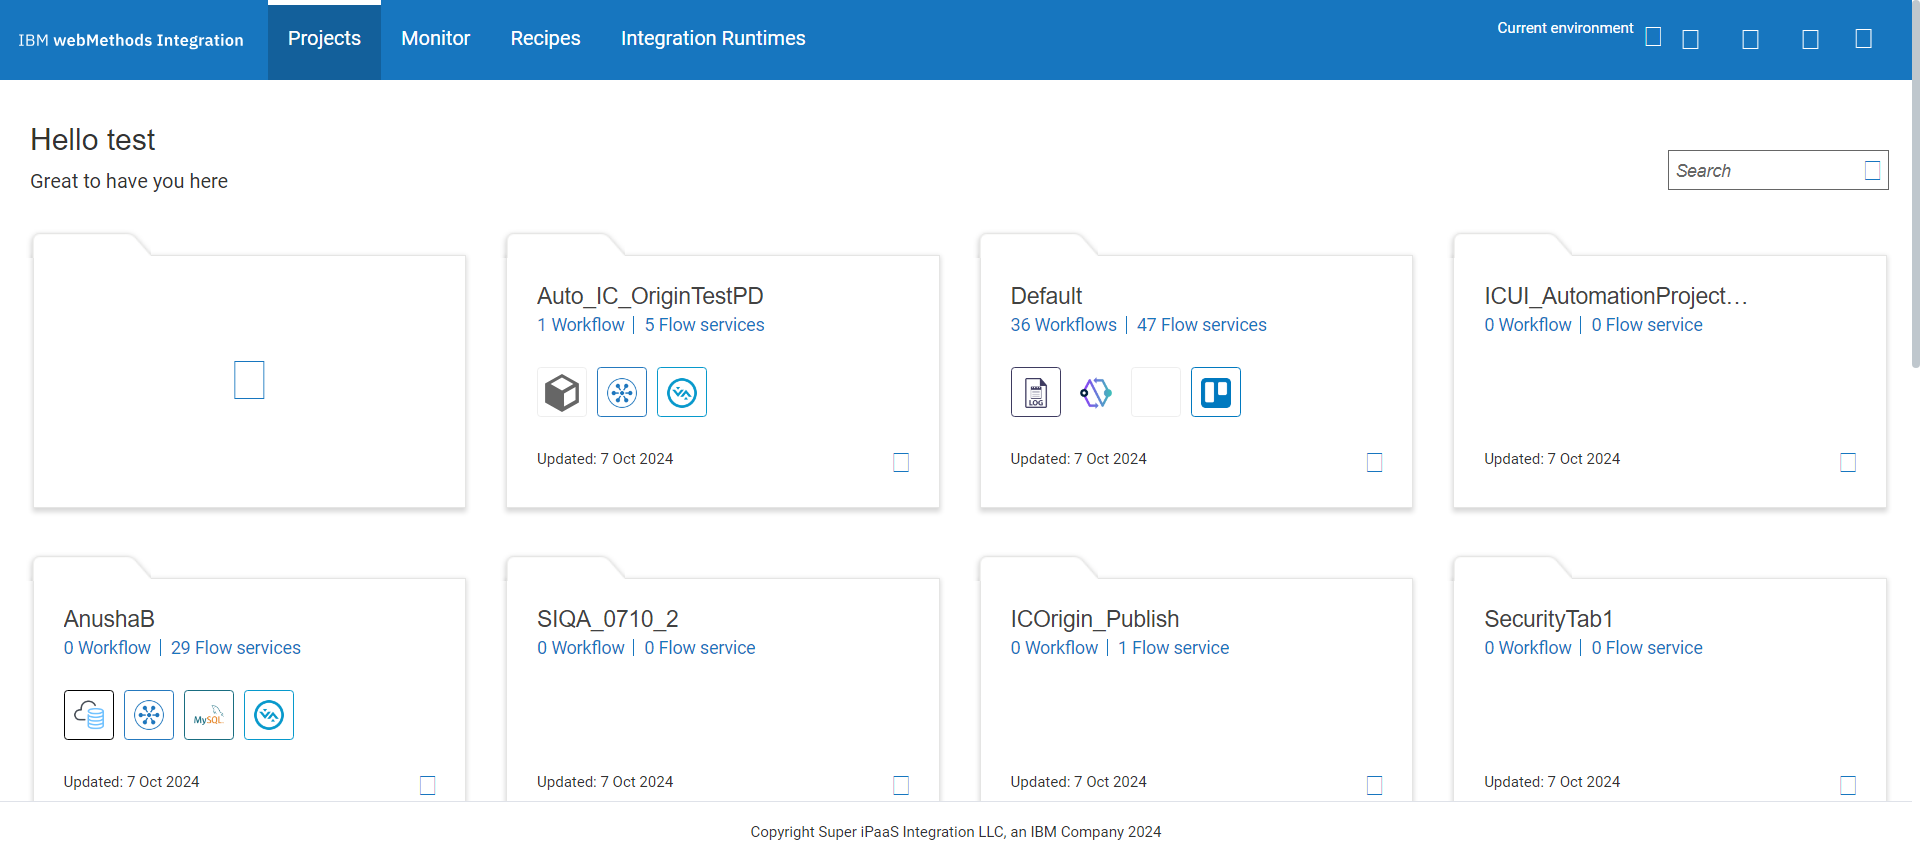 IBM webMethods Integration
Projects
Monitor
Recipes
Integration Runtimes
Current environment
Hello test
Great to have you here
Search
Auto_IC_OriginTestPD
1 Workflow | 5 Flow services
Updated: 7 Oct 2024
Default
36 Workflows | 47 Flow services
LOG
Updated: 7 Oct 2024
ICUI_AutomationProject...
0 Workflow | 0 Flow service
Updated: 7 Oct 2024
AnushaB
0 Workflow | 29 Flow services
MySQL
Updated: 7 Oct 2024
SIQA_0710_2
0 Workflow | 0 Flow service
Updated: 7 Oct 2024
ICOrigin_Publish
0 Workflow | 1 Flow service
Updated: 7 Oct 2024
SecurityTab1
0 Workflow | 0 Flow service
Updated: 7 Oct 2024
Copyright Super iPaaS Integration LLC, an IBM Company 2024